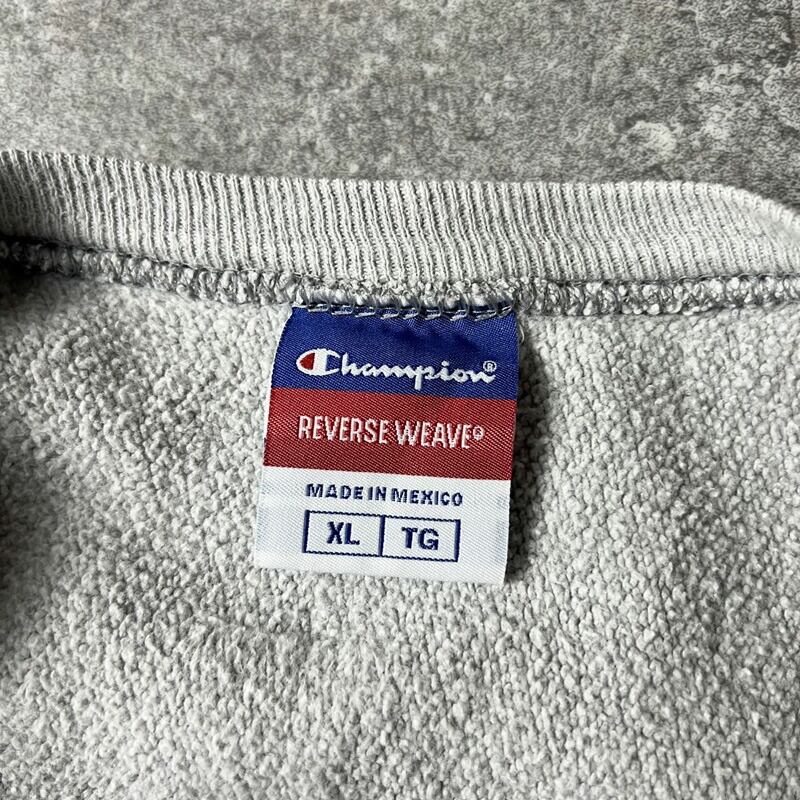 Champion®
REVERSE WEAVE®
MADE IN MEXICO
XL TG